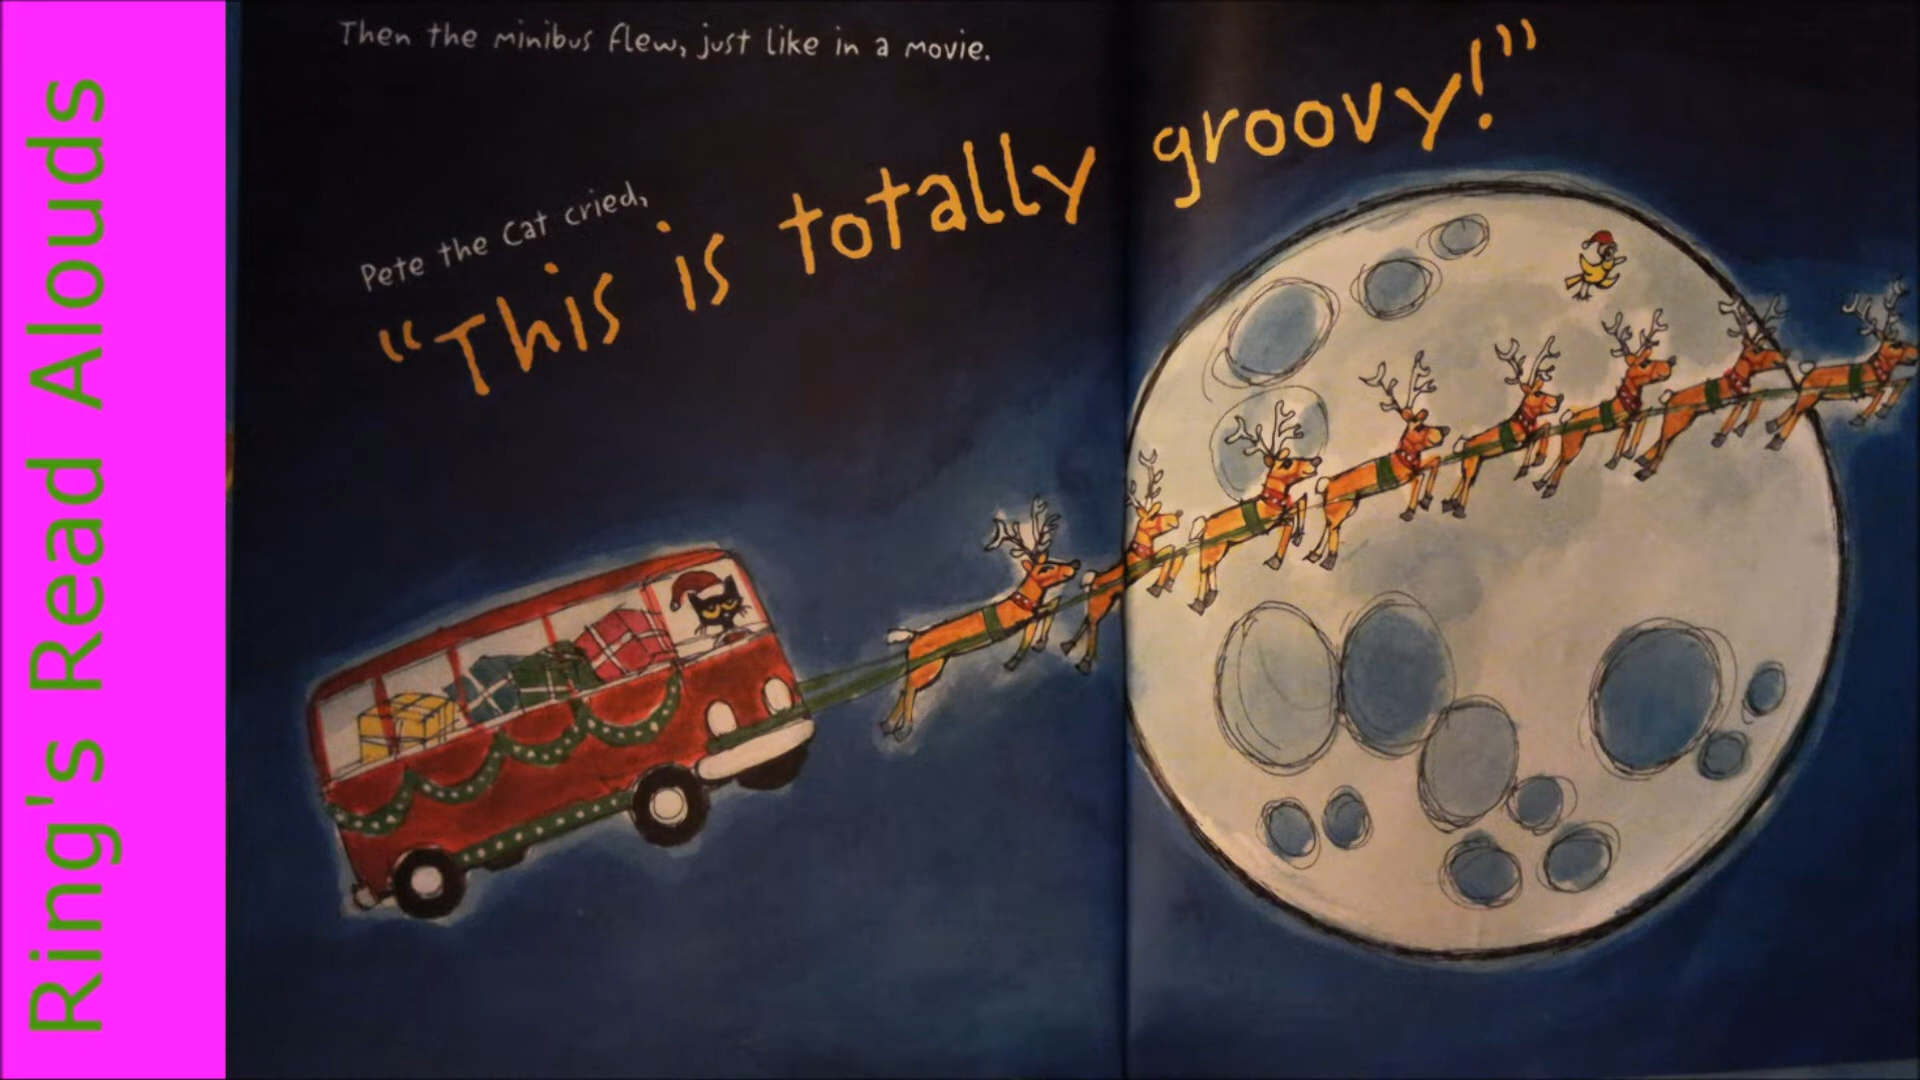 Ring's Read Alouds
Then the minibus flew, just like in a movie.
Pete the Cat cried,
“This is totally groovy!”